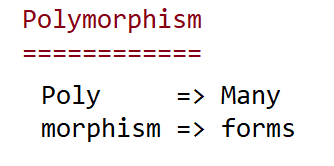 Polymorphism
============
Poly     => Many
morphism => forms